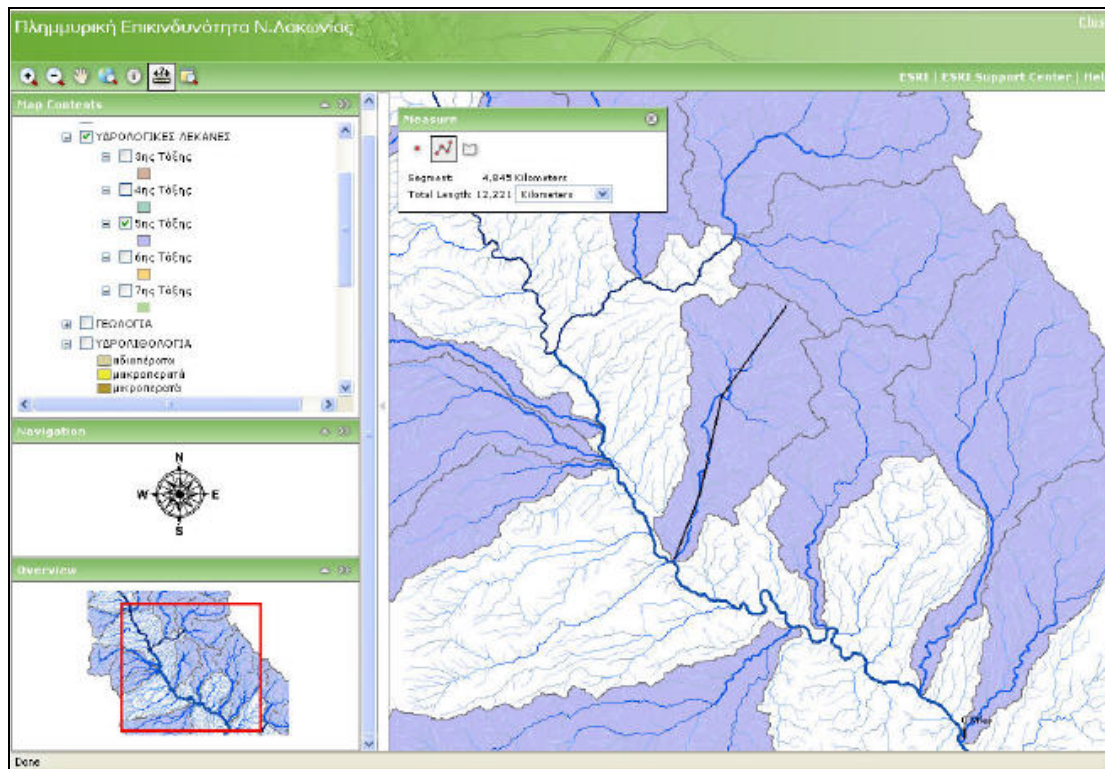 Πλημμυρική Επικινδυνότητα Ν.Λακωνίας
ESRI | ESRI Support Center | Hel
Map Contents
ΥΔΡΟΛΟΓΙΚΕΣ ΛΕΚΑΝΕΣ
3ης Τάξης
4ης Τάξης
5ης Τάξης
6ης Τάξης
7ης Τάξης
ΓΕΩΛΟΓΙΑ
ΥΔΡΟΛΙΘΟΛΟΓΙΑ
αδιαπέρατα
μακροπερατά
μικροπερατά
Navigation
N
W E
S
Overview
Measure
Segment: 4,845 Kilometers
Total Length: 12,221 Kilometers
Done